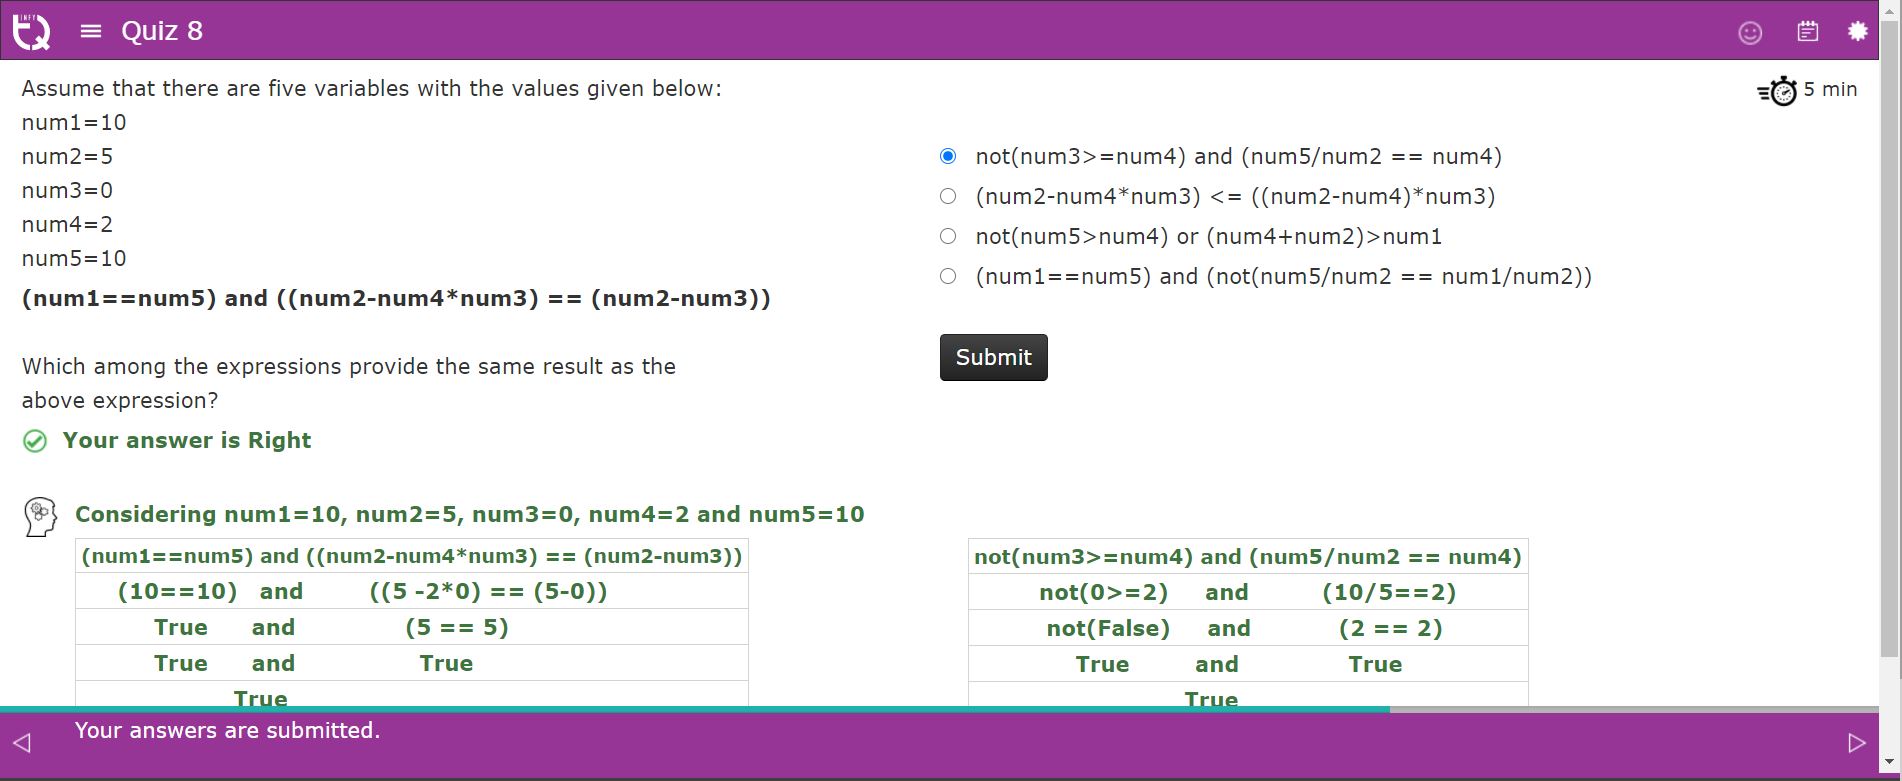 INFY
TQ
Quiz 8
Assume that there are five variables with the values given below:
5 min
num1=10
num2=5
num3=0
num4=2
num5=10
(num1==num5) and ((num2-num4*num3) == (num2-num3))
Which among the expressions provide the same result as the
above expression?
not(num3>=num4) and (num5/num2 == num4)
(num2-num4*num3) <= ((num2-num4)*num3)
not(num5>num4) or (num4+num2)>num1
(num1==num5) and (not(num5/num2 == num1/num2))
Submit
Your answer is Right
Considering num1=10, num2=5, num3=0, num4=2 and num5=10
(num1==num5) and ((num2-num4*num3) == (num2-num3))
(10==10) and ((5 -2*0) == (5-0))
True and (5 == 5)
True and True
True
not(num3>=num4) and (num5/num2 == num4)
not(0>=2) and (10/5==2)
not(False) and (2 == 2)
True and True
True
Your answers are submitted.